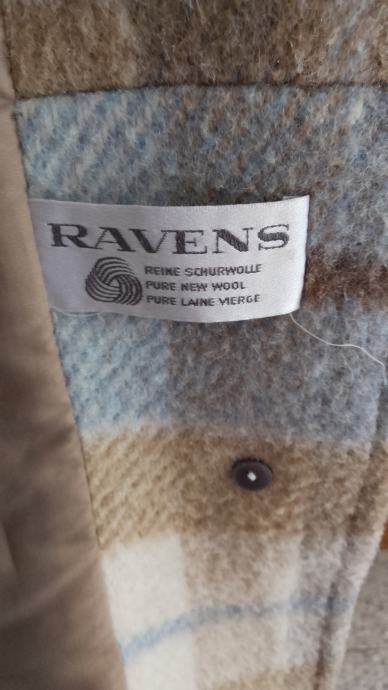 RAVENS
REINE SCHURWOLLE
PURE NEW WOOL
PURE LAINE VIERGE